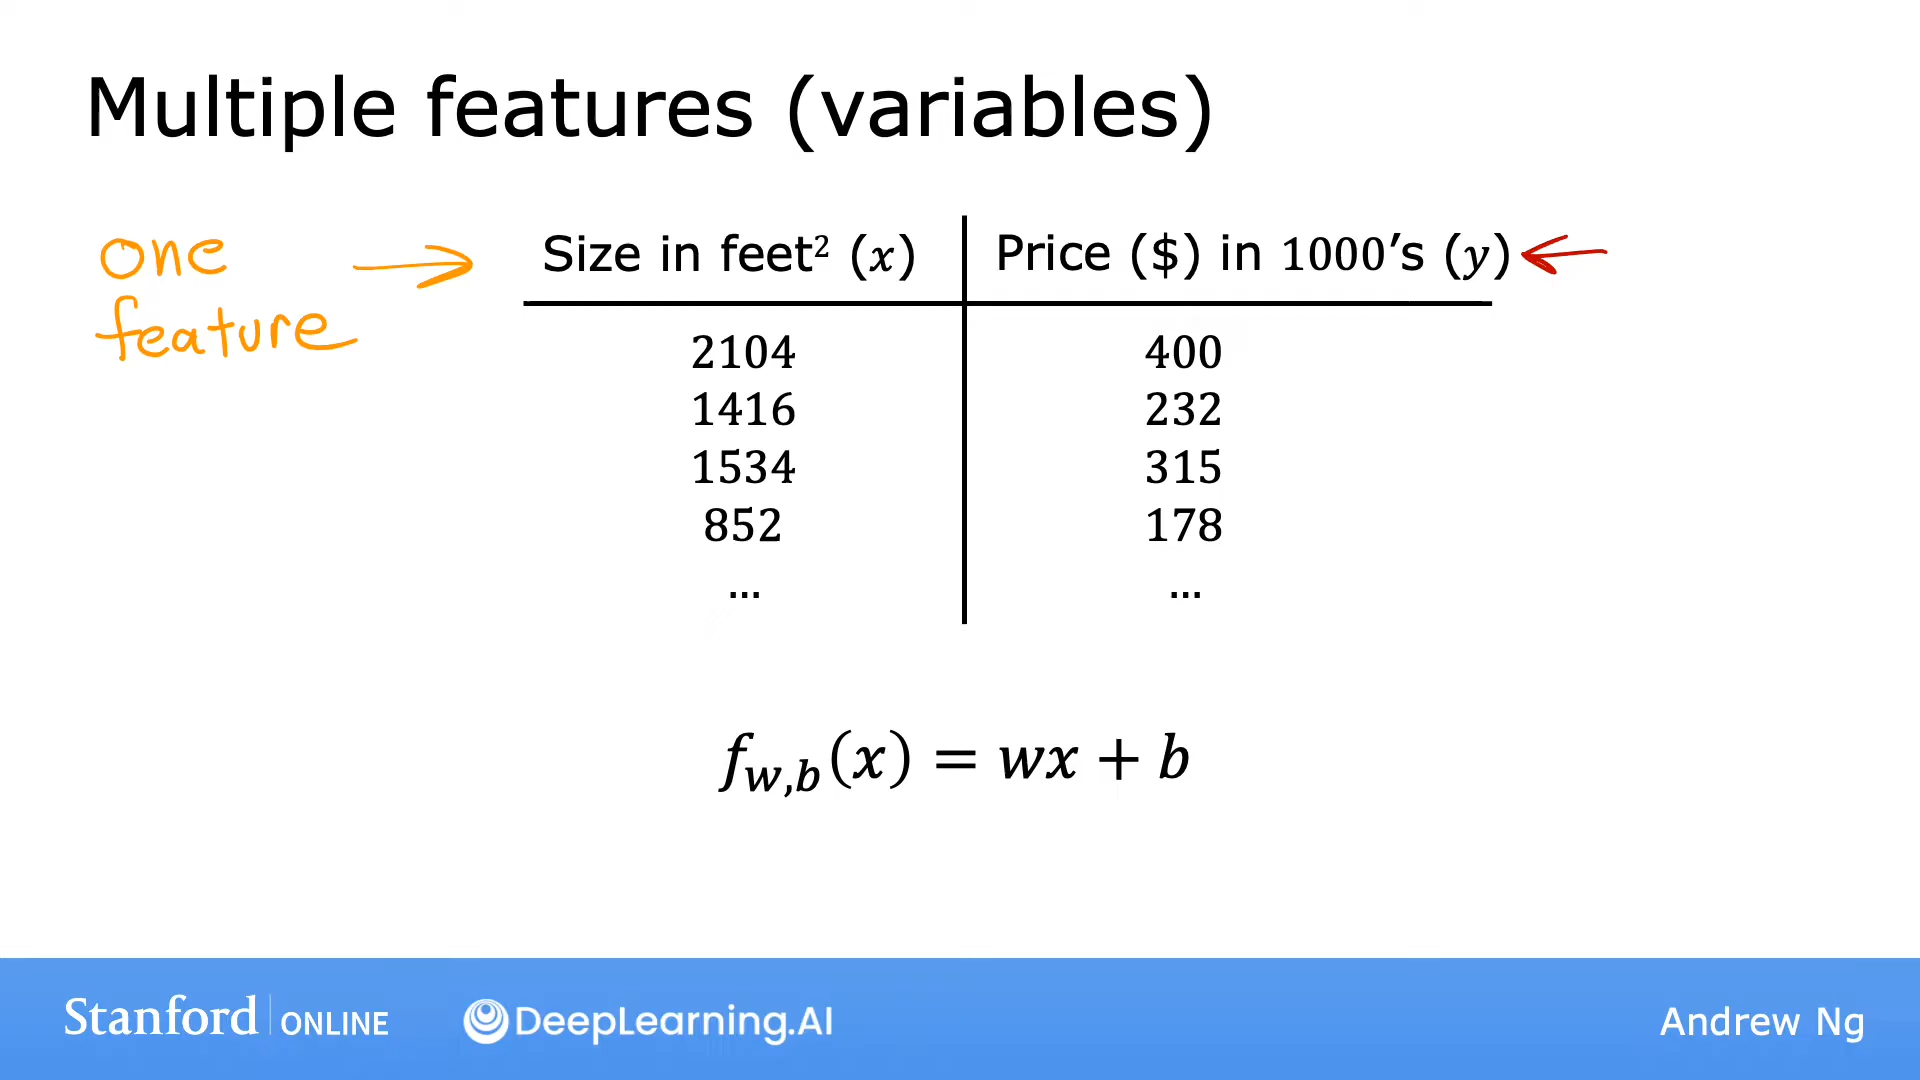 Multiple features (variables)
one feature
Size in feet² (x) Price ($) in 1000’s (y)
2104 400
1416 232
1534 315
852 178
... ...
f_{w,b}(x) = wx + b
Stanford | ONLINE DeepLearning.AI Andrew Ng